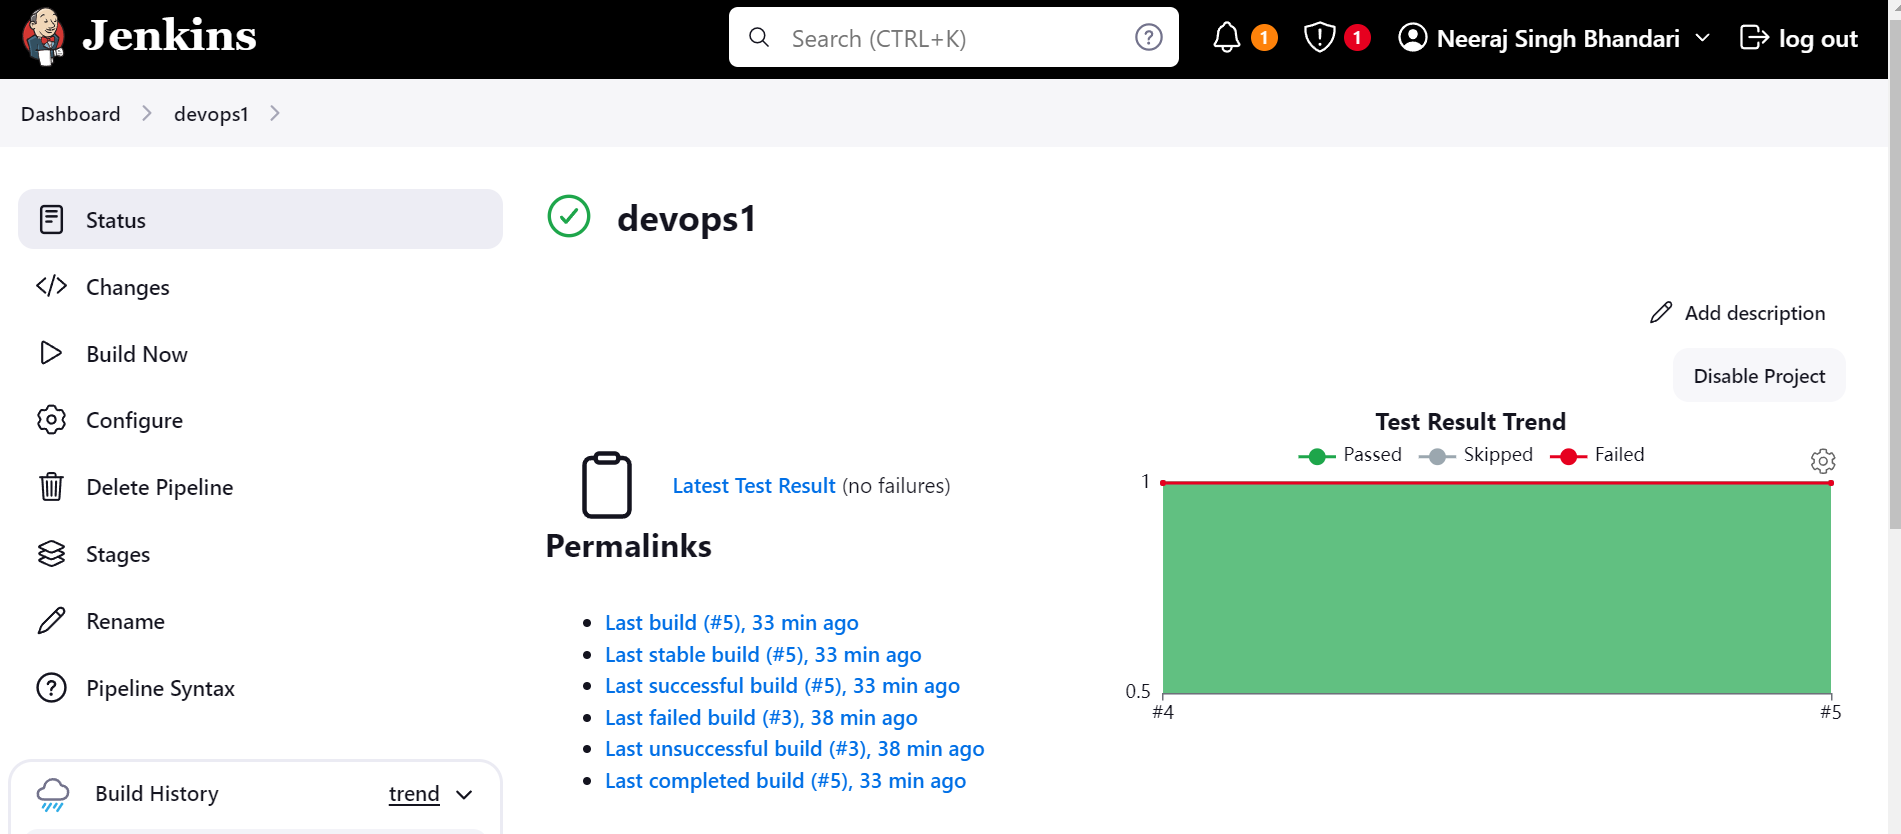 Jenkins
Search (CTRL+K)
?
1
1
Neeraj Singh Bhandari
log out
Dashboard
devops1
Status
Changes
Build Now
Configure
Delete Pipeline
Stages
Rename
? Pipeline Syntax
Build History
trend
devops1
Add description
Disable Project
Latest Test Result (no failures)
Permalinks
Last build (#5), 33 min ago
Last stable build (#5), 33 min ago
Last successful build (#5), 33 min ago
Last failed build (#3), 38 min ago
Last unsuccessful build (#3), 38 min ago
Last completed build (#5), 33 min ago
Test Result Trend
Passed Skipped Failed
1
0.5
#4 #5